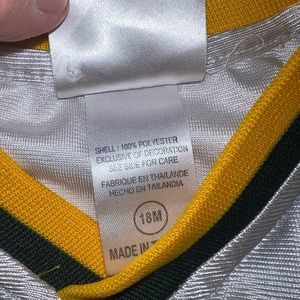 SHELL: 100% POLYESTER
EXCLUSIVE OF DECORATION
SEE SIDE FOR CARE
FABRIQUE EN THAILANDE
HECHO EN TAILANDIA
18M
MADE IN T